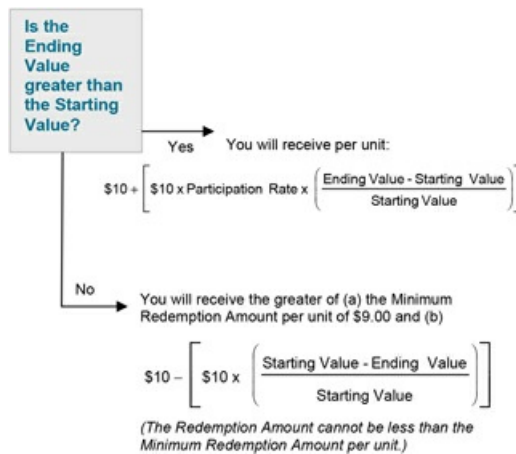 Is the
Ending
Value
greater than
the Starting
Value?
Yes
You will receive per unit:
$10 + [ $10 x Participation Rate x ( Ending Value - Starting Value
Starting Value ) ]
No
You will receive the greater of (a) the Minimum
Redemption Amount per unit of $9.00 and (b)
$10 – [ $10 x ( Starting Value - Ending Value
Starting Value ) ]
(The Redemption Amount cannot be less than the
Minimum Redemption Amount per unit.)